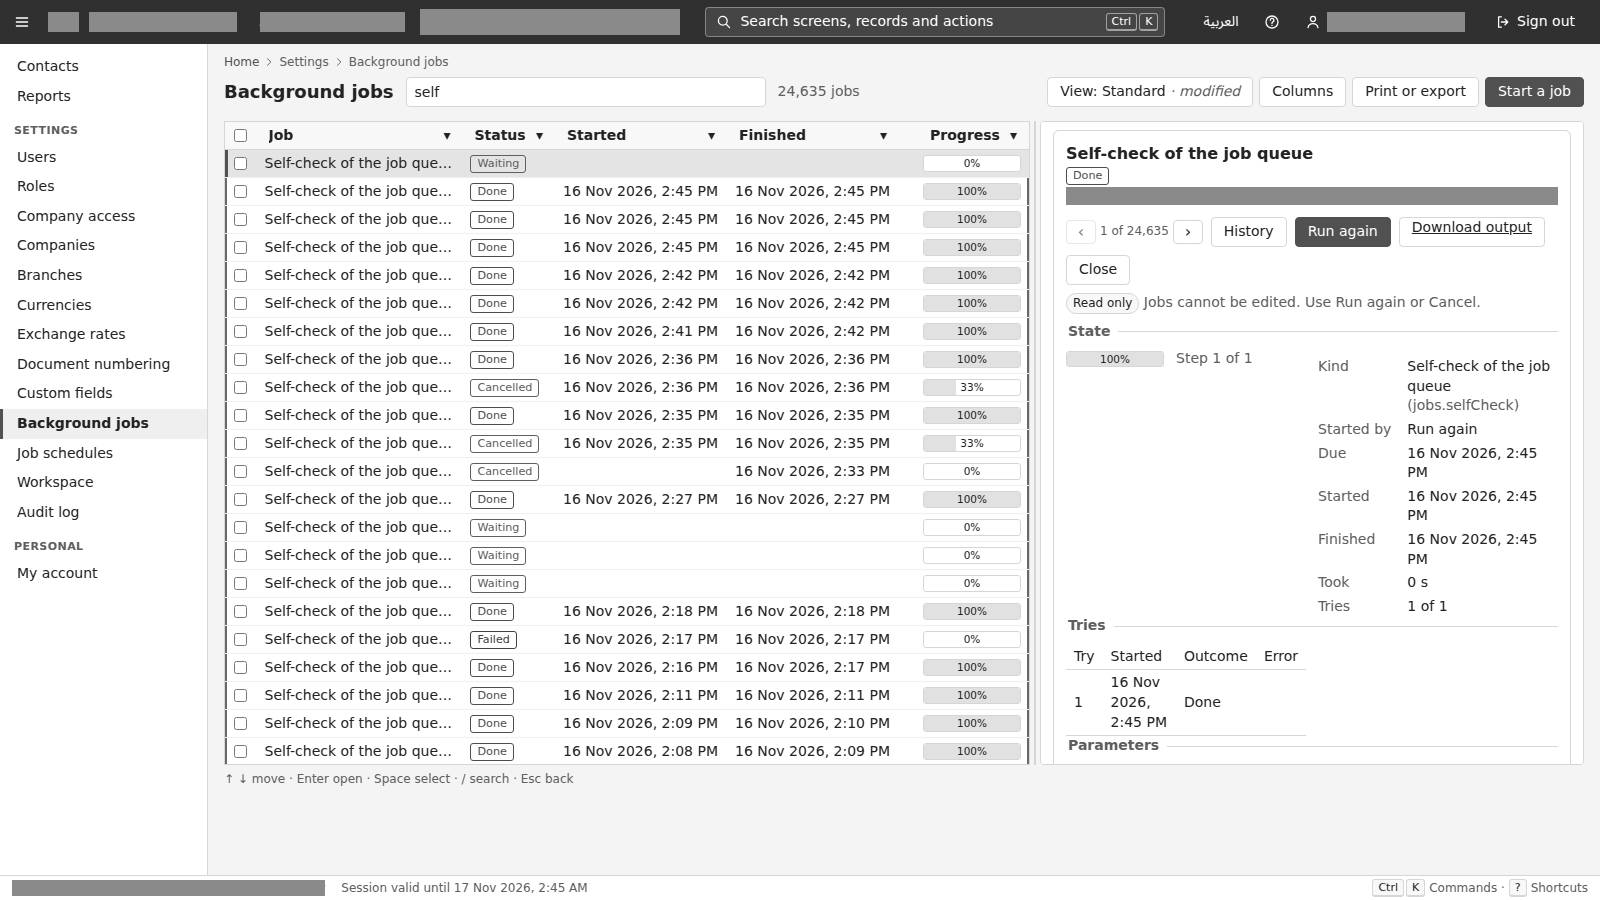 Search screens, records and actions Ctrl K العربية Sign out
Contacts
Reports
SETTINGS
Users
Roles
Company access
Companies
Branches
Currencies
Exchange rates
Document numbering
Custom fields
Background jobs
Job schedules
Workspace
Audit log
PERSONAL
My account
Home > Settings > Background jobs
Background jobs self 24,635 jobs View: Standard · modified Columns Print or export Start a job
Job ▼ Status ▼ Started ▼ Finished ▼ Progress ▼
Self-check of the job que… Waiting 0%
Self-check of the job que… Done 16 Nov 2026, 2:45 PM 16 Nov 2026, 2:45 PM 100%
Self-check of the job que… Done 16 Nov 2026, 2:45 PM 16 Nov 2026, 2:45 PM 100%
Self-check of the job que… Done 16 Nov 2026, 2:45 PM 16 Nov 2026, 2:45 PM 100%
Self-check of the job que… Done 16 Nov 2026, 2:42 PM 16 Nov 2026, 2:42 PM 100%
Self-check of the job que… Done 16 Nov 2026, 2:42 PM 16 Nov 2026, 2:42 PM 100%
Self-check of the job que… Done 16 Nov 2026, 2:41 PM 16 Nov 2026, 2:42 PM 100%
Self-check of the job que… Done 16 Nov 2026, 2:36 PM 16 Nov 2026, 2:36 PM 100%
Self-check of the job que… Cancelled 16 Nov 2026, 2:36 PM 16 Nov 2026, 2:36 PM 33%
Self-check of the job que… Done 16 Nov 2026, 2:35 PM 16 Nov 2026, 2:35 PM 100%
Self-check of the job que… Cancelled 16 Nov 2026, 2:35 PM 16 Nov 2026, 2:35 PM 33%
Self-check of the job que… Cancelled 16 Nov 2026, 2:33 PM 0%
Self-check of the job que… Done 16 Nov 2026, 2:27 PM 16 Nov 2026, 2:27 PM 100%
Self-check of the job que… Waiting 0%
Self-check of the job que… Waiting 0%
Self-check of the job que… Waiting 0%
Self-check of the job que… Done 16 Nov 2026, 2:18 PM 16 Nov 2026, 2:18 PM 100%
Self-check of the job que… Failed 16 Nov 2026, 2:17 PM 16 Nov 2026, 2:17 PM 0%
Self-check of the job que… Done 16 Nov 2026, 2:16 PM 16 Nov 2026, 2:17 PM 100%
Self-check of the job que… Done 16 Nov 2026, 2:11 PM 16 Nov 2026, 2:11 PM 100%
Self-check of the job que… Done 16 Nov 2026, 2:09 PM 16 Nov 2026, 2:10 PM 100%
Self-check of the job que… Done 16 Nov 2026, 2:08 PM 16 Nov 2026, 2:09 PM 100%
↑ ↓ move · Enter open · Space select · / search · Esc back
Self-check of the job queue
Done
‹ 1 of 24,635 › History Run again Download output
Close
Read only Jobs cannot be edited. Use Run again or Cancel.
State
100% Step 1 of 1
Kind Self-check of the job
queue
(jobs.selfCheck)
Started by Run again
Due 16 Nov 2026, 2:45
PM
Started 16 Nov 2026, 2:45
PM
Finished 16 Nov 2026, 2:45
PM
Took 0 s
Tries 1 of 1
Tries
Try Started Outcome Error
1 16 Nov
2026,
2:45 PM Done
Parameters
Session valid until 17 Nov 2026, 2:45 AM Ctrl K Commands · ? Shortcuts